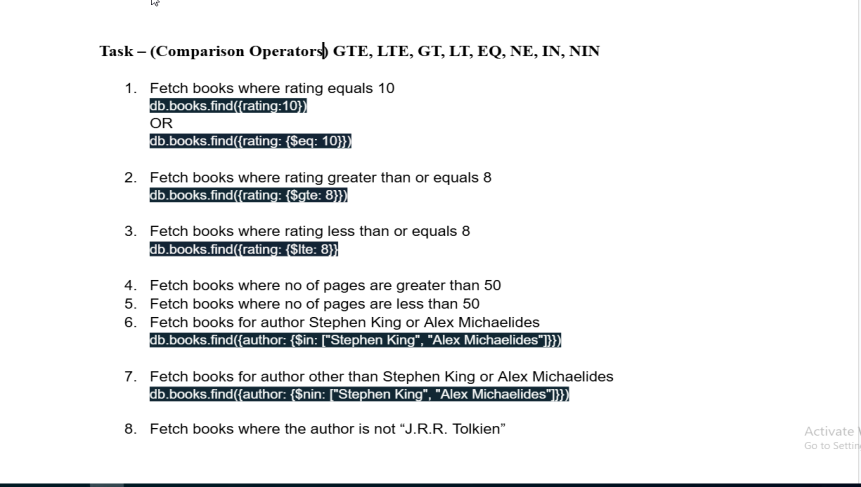 Task – (Comparison Operators) GTE, LTE, GT, LT, EQ, NE, IN, NIN
1. Fetch books where rating equals 10
db.books.find({rating:10})
OR
db.books.find({rating: {$eq: 10}})
2. Fetch books where rating greater than or equals 8
db.books.find({rating: {$gte: 8}})
3. Fetch books where rating less than or equals 8
db.books.find({rating: {$lte: 8}}
4. Fetch books where no of pages are greater than 50
5. Fetch books where no of pages are less than 50
6. Fetch books for author Stephen King or Alex Michaelides
db.books.find({author: {$in: ["Stephen King", "Alex Michaelides"]}})
7. Fetch books for author other than Stephen King or Alex Michaelides
db.books.find({author: {$nin: ["Stephen King", "Alex Michaelides"]}})
8. Fetch books where the author is not “J.R.R. Tolkien”
Activate
Go to